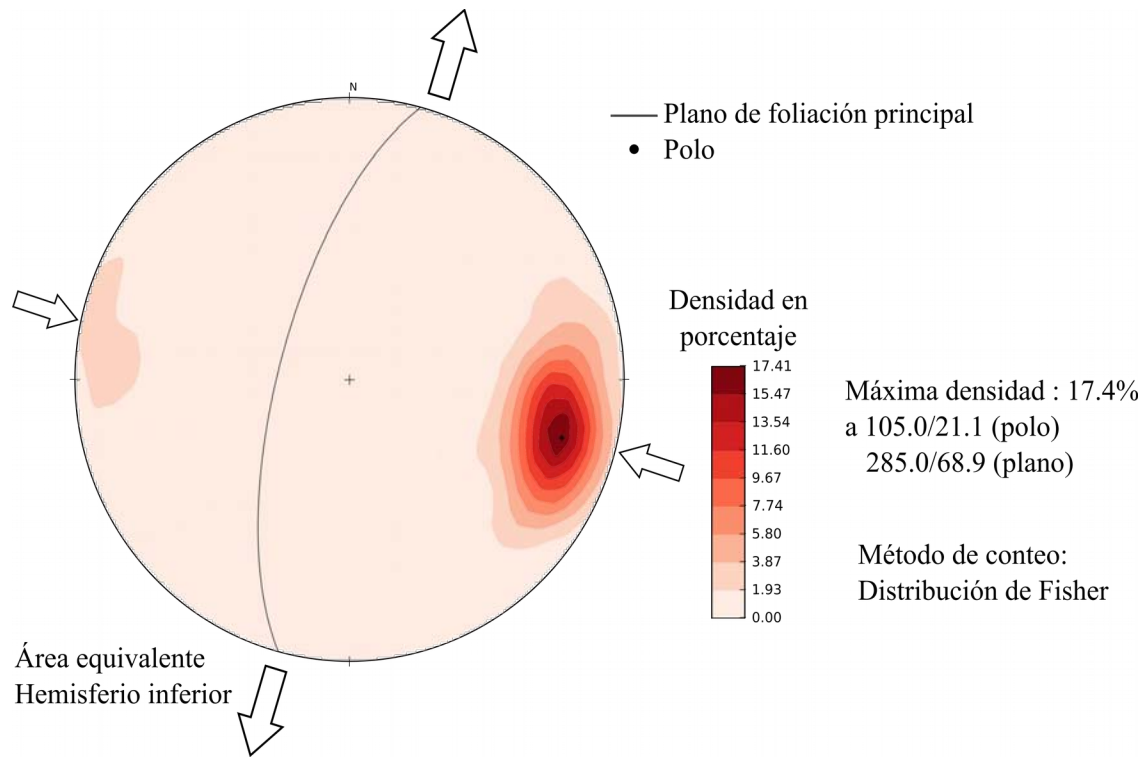 N
Plano de foliación principal
Polo
Densidad en
porcentaje
17.41
15.47
13.54
11.60
9.67
7.74
5.80
3.87
1.93
0.00
Máxima densidad : 17.4%
a 105.0/21.1 (polo)
285.0/68.9 (plano)
Método de conteo:
Distribución de Fisher
Área equivalente
Hemisferio inferior